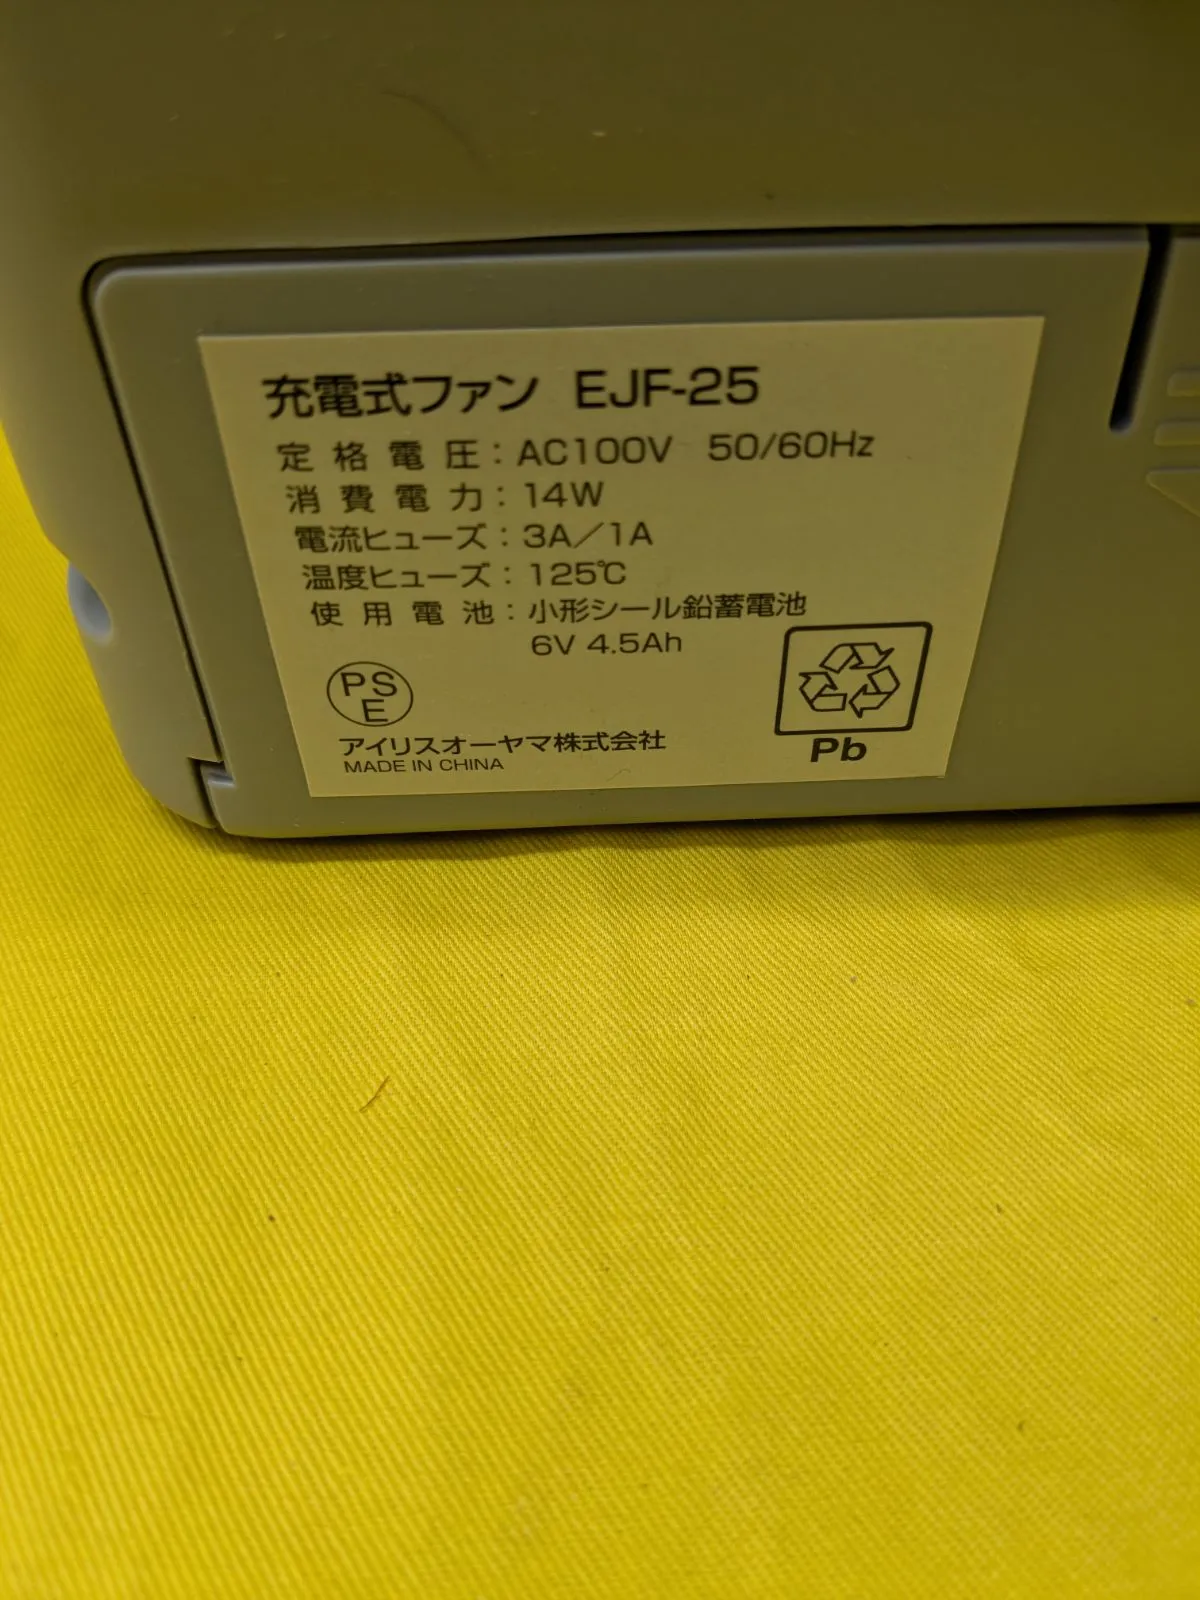 充電式ファン EJF-25
定格電圧：AC100V 50/60Hz
消費電力：14W
電流ヒューズ：3A／1A
温度ヒューズ：125℃
使用電池：小形シール鉛蓄電池
6V 4.5Ah
PS
E
アイリスオーヤマ株式会社
MADE IN CHINA
Pb